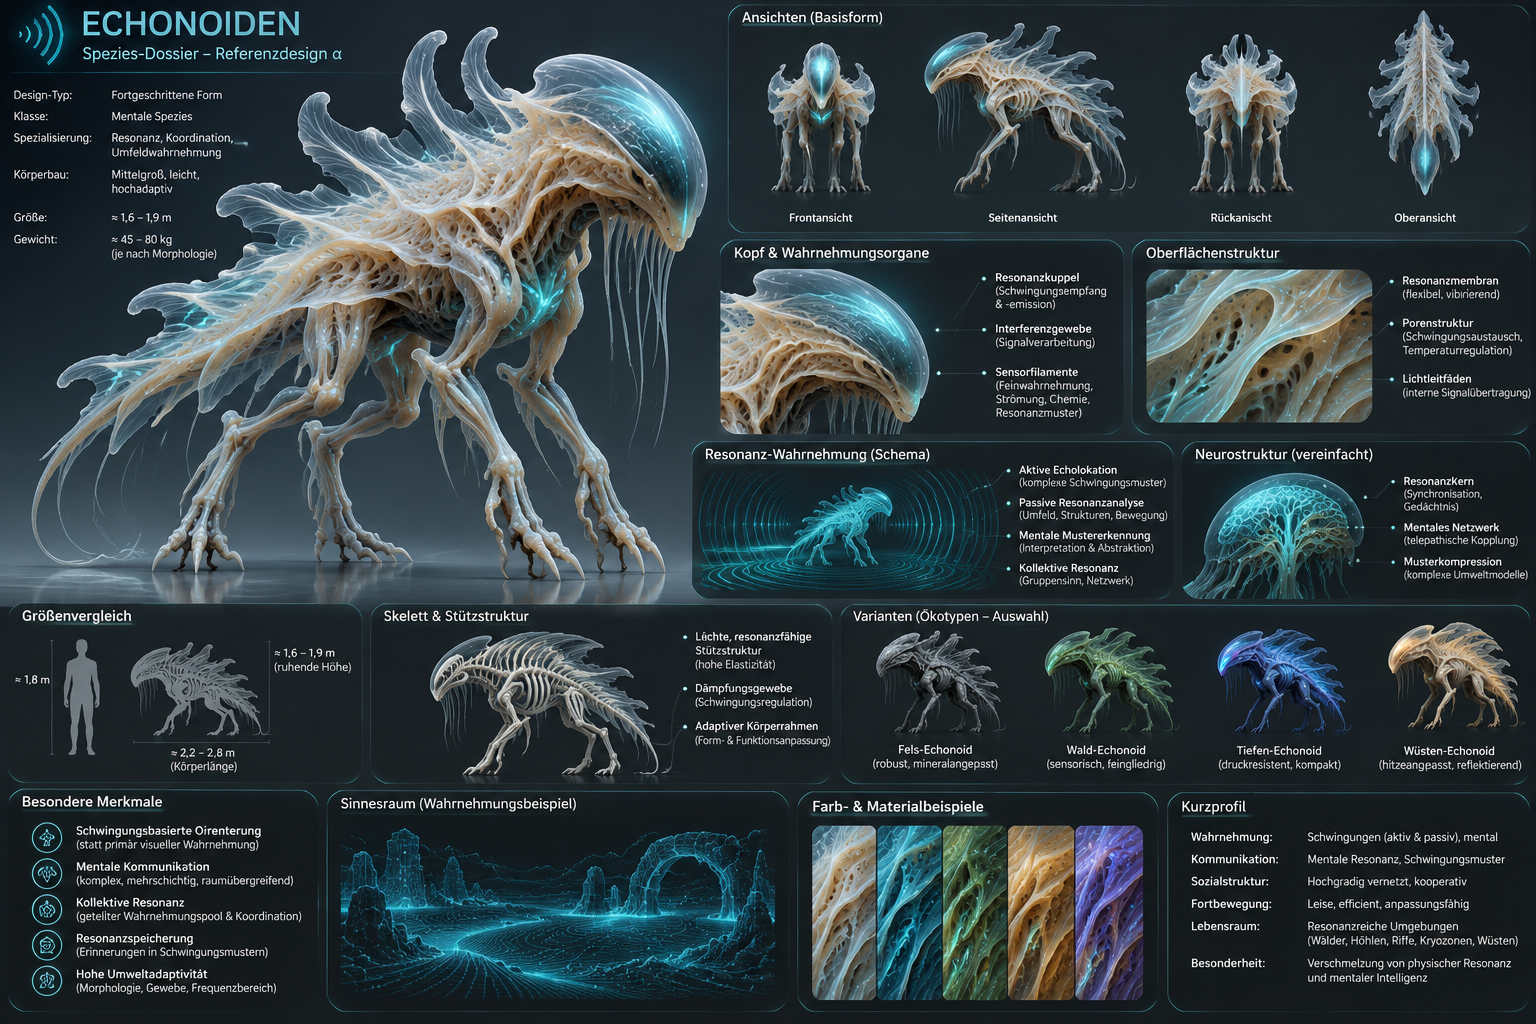 ECHONOIDEN
Spezies-Dossier – Referenzdesign α
Design-Typ: Fortgeschrittene Form
Klasse: Mentale Spezies
Spezialisierung: Resonanz, Koordination,
Umfeldwahrnehmung
Körperbau: Mittelgroß, leicht,
hochadaptiv
Größe: ≈ 1,6 – 1,9 m
Gewicht: ≈ 45 – 80 kg
(je nach Morphologie)
Ansichten (Basisform)
Frontansicht
Seitenansicht
Rückanischt
Oberansicht
Kopf & Wahrnehmungsorgane
Resonanzkuppel
(Schwingungsempfang
& -emission)
Interferenzgewebe
(Signalverarbeitung)
Sensorfilamente
(Feinwahrnehmung,
Strömung, Chemie,
Resonanzmuster)
Oberflächenstruktur
Resonanzmembran
(flexibel, vibrierend)
Porenstruktur
(Schwingungsaustausch,
Temperaturregulation)
Lichtleitfäden
(interne Signalübertragung)
Resonanz-Wahrnehmung (Schema)
Aktive Echolokation
(komplexe Schwingungsmuster)
Passive Resonanzanalyse
(Umfeld, Strukturen, Bewegung)
Mentale Mustererkennung
(Interpretation & Abstraktion)
Kollektive Resonanz
(Gruppensinn, Netzwerk)
Neurostruktur (vereinfacht)
Resonanzkern
(Synchronisation,
Gedächtnis)
Mentales Netzwerk
(telepathische Kopplung)
Musterkompression
(komplexe Umweltmodelle)
Größenvergleich
≈ 1,8 m
≈ 1,6 – 1,9 m
(ruhende Höhe)
≈ 2,2 – 2,8 m
(Körperlänge)
Skelett & Stützstruktur
Lëchte, resonanzfähige
Stützstruktur
(hohe Elastizität)
Dämpfungsgewebe
(Schwingungsregulation)
Adaptiver Körperrahmen
(Form- & Funktionsanpassung)
Varianten (Ökotypen – Auswahl)
Fels-Echonoid
(robust, mineralangepasst)
Wald-Echonoid
(sensorisch, feingliedrig)
Tiefen-Echonoid
(druckresistent, kompakt)
Wüsten-Echonoid
(hitzeangepasst, reflektierend)
Besondere Merkmale
Schwingungsbasierte Oirenterung
(statt primär visueller Wahrnehmung)
Mentale Kommunikation
(komplex, mehrschichtig, raumübergreifend)
Kollektive Resonanz
(geteilter Wahrnehmungspool & Koordination)
Resonanzspeicherung
(Erinnerungen in Schwingungsmustern)
Hohe Umweltadaptivität
(Morphologie, Gewebe, Frequenzbereich)
Sinnesraum (Wahrnehmungsbeispiel)
Farb- & Materialbeispiele
Kurzprofil
Wahrnehmung: Schwingungen (aktiv & passiv), mental
Kommunikation: Mentale Resonanz, Schwingungsmuster
Sozialstruktur: Hochgradig vernetzt, kooperativ
Fortbewegung: Leise, efficient, anpassungsfähig
Lebensraum: Resonanzreiche Umgebungen
(Wälder, Höhlen, Riffe, Kryozonen, Wüsten)
Besonderheit: Verschmelzung von physischer Resonanz
und mentaler Intelligenz